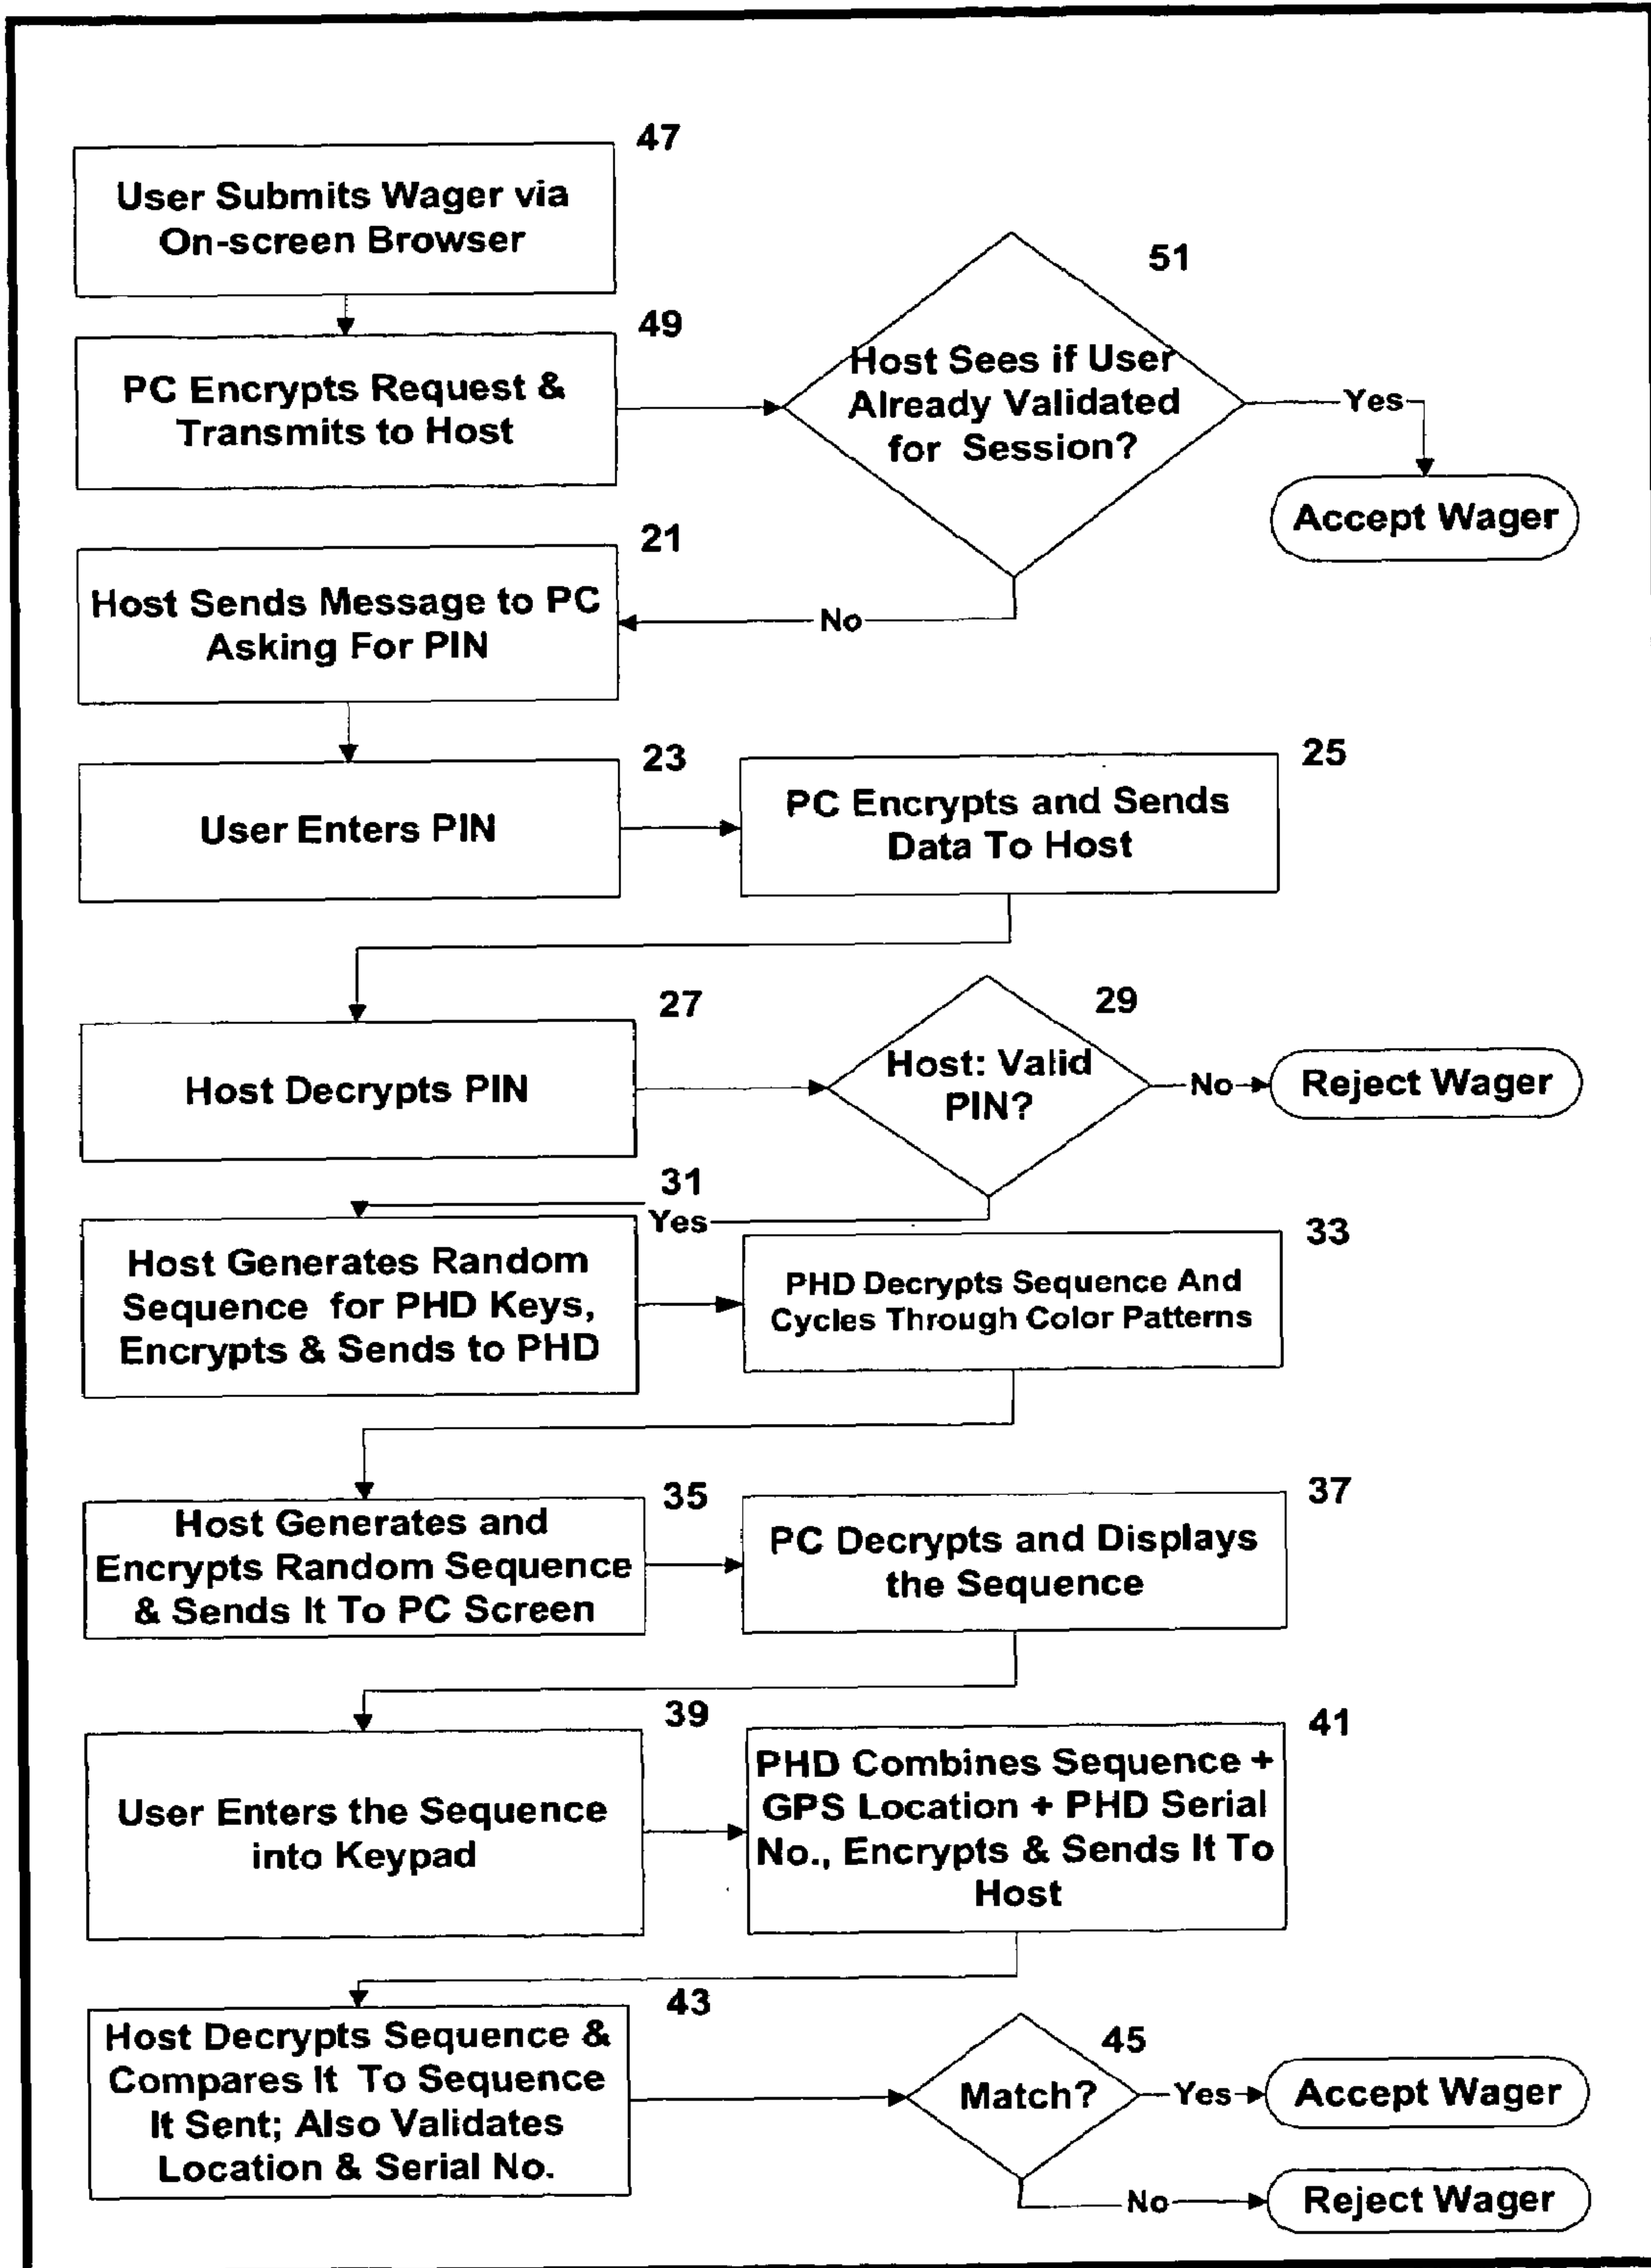 47
User Submits Wager via
On-screen Browser
49
PC Encrypts Request &
Transmits to Host
51
Host Sees if User
Already Validated
for Session?
Yes
Accept Wager
No
21
Host Sends Message to PC
Asking For PIN
23
User Enters PIN
25
PC Encrypts and Sends
Data To Host
27
Host Decrypts PIN
29
Host: Valid
PIN?
No
Reject Wager
Yes
31
Host Generates Random
Sequence for PHD Keys,
Encrypts & Sends to PHD
33
PHD Decrypts Sequence And
Cycles Through Color Patterns
35
Host Generates and
Encrypts Random Sequence
& Sends It To PC Screen
37
PC Decrypts and Displays
the Sequence
39
User Enters the Sequence
into Keypad
41
PHD Combines Sequence +
GPS Location + PHD Serial
No., Encrypts & Sends It To
Host
43
Host Decrypts Sequence &
Compares It To Sequence
It Sent; Also Validates
Location & Serial No.
45
Match?
Yes
Accept Wager
No
Reject Wager